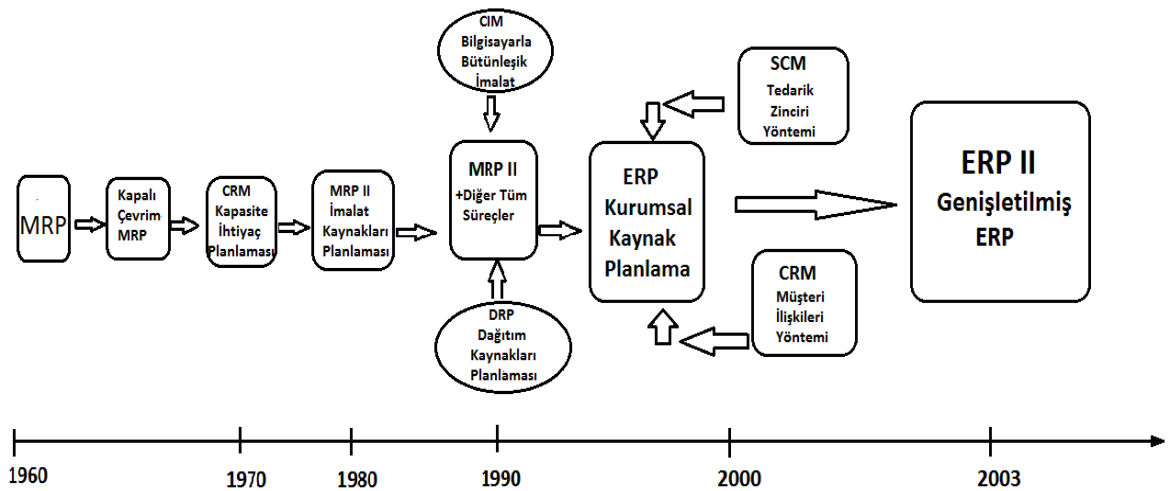 MRP
Kapalı
Çevrim
MRP
CRM
Kapasite
İhtiyaç
Planlaması
MRP II
İmalat
Kaynakları
Planlaması
CIM
Bilgisayarla
Bütünleşik
İmalat
MRP II
+Diğer Tüm
Süreçler
DRP
Dağıtım
Kaynakları
Planlaması
ERP
Kurumsal
Kaynak
Planlama
SCM
Tedarik
Zinciri
Yöntemi
CRM
Müşteri
İlişkileri
Yöntemi
ERP II
Genişletilmiş
ERP
1960
1970
1980
1990
2000
2003